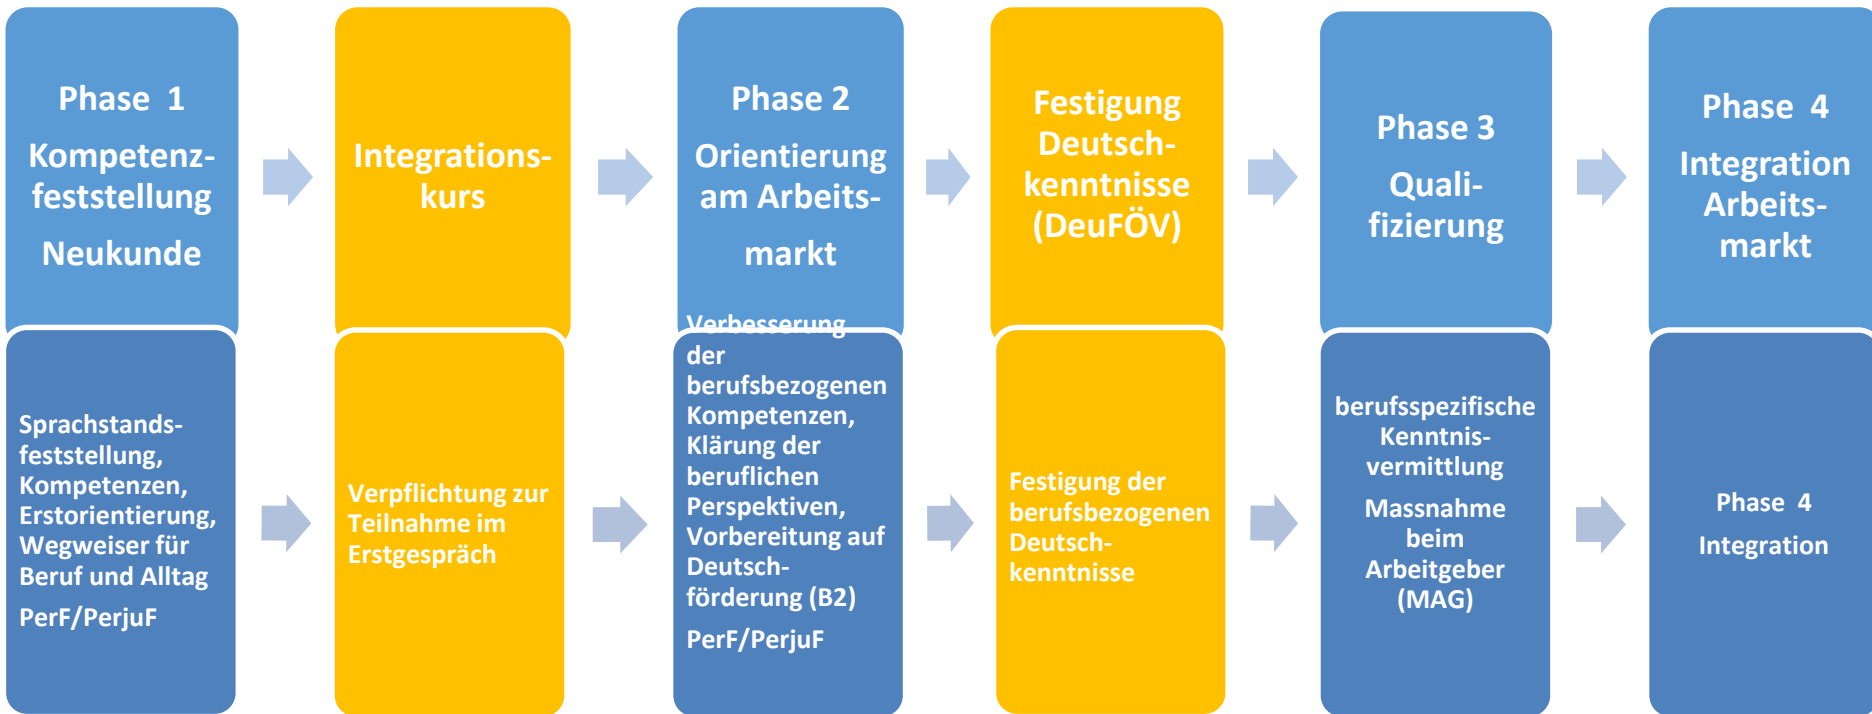 Phase 1
Kompetenz-
feststellung
Neukunde
Integrations-
kurs
Phase 2
Orientierung
am Arbeits-
markt
Festigung
Deutsch-
kenntnisse
(DeuFÖV)
Phase 3
Quali-
fizierung
Phase 4
Integration
Arbeits-
markt
Sprachstands-
feststellung,
Kompetenzen,
Erstorientierung,
Wegweiser für
Beruf und Alltag
PerF/PerjuF
Verpflichtung zur
Teilnahme im
Erstgespräch
Verbesserung
der
berufsbezogenen
Kompetenzen,
Klärung der
beruflichen
Perspektiven,
Vorbereitung auf
Deutsch-
förderung (B2)
PerF/PerjuF
Festigung der
berufsbezogenen
Deutsch-
kenntnisse
berufsspezifische
Kenntnis-
vermittlung
Massnahme
beim
Arbeitgeber
(MAG)
Phase 4
Integration